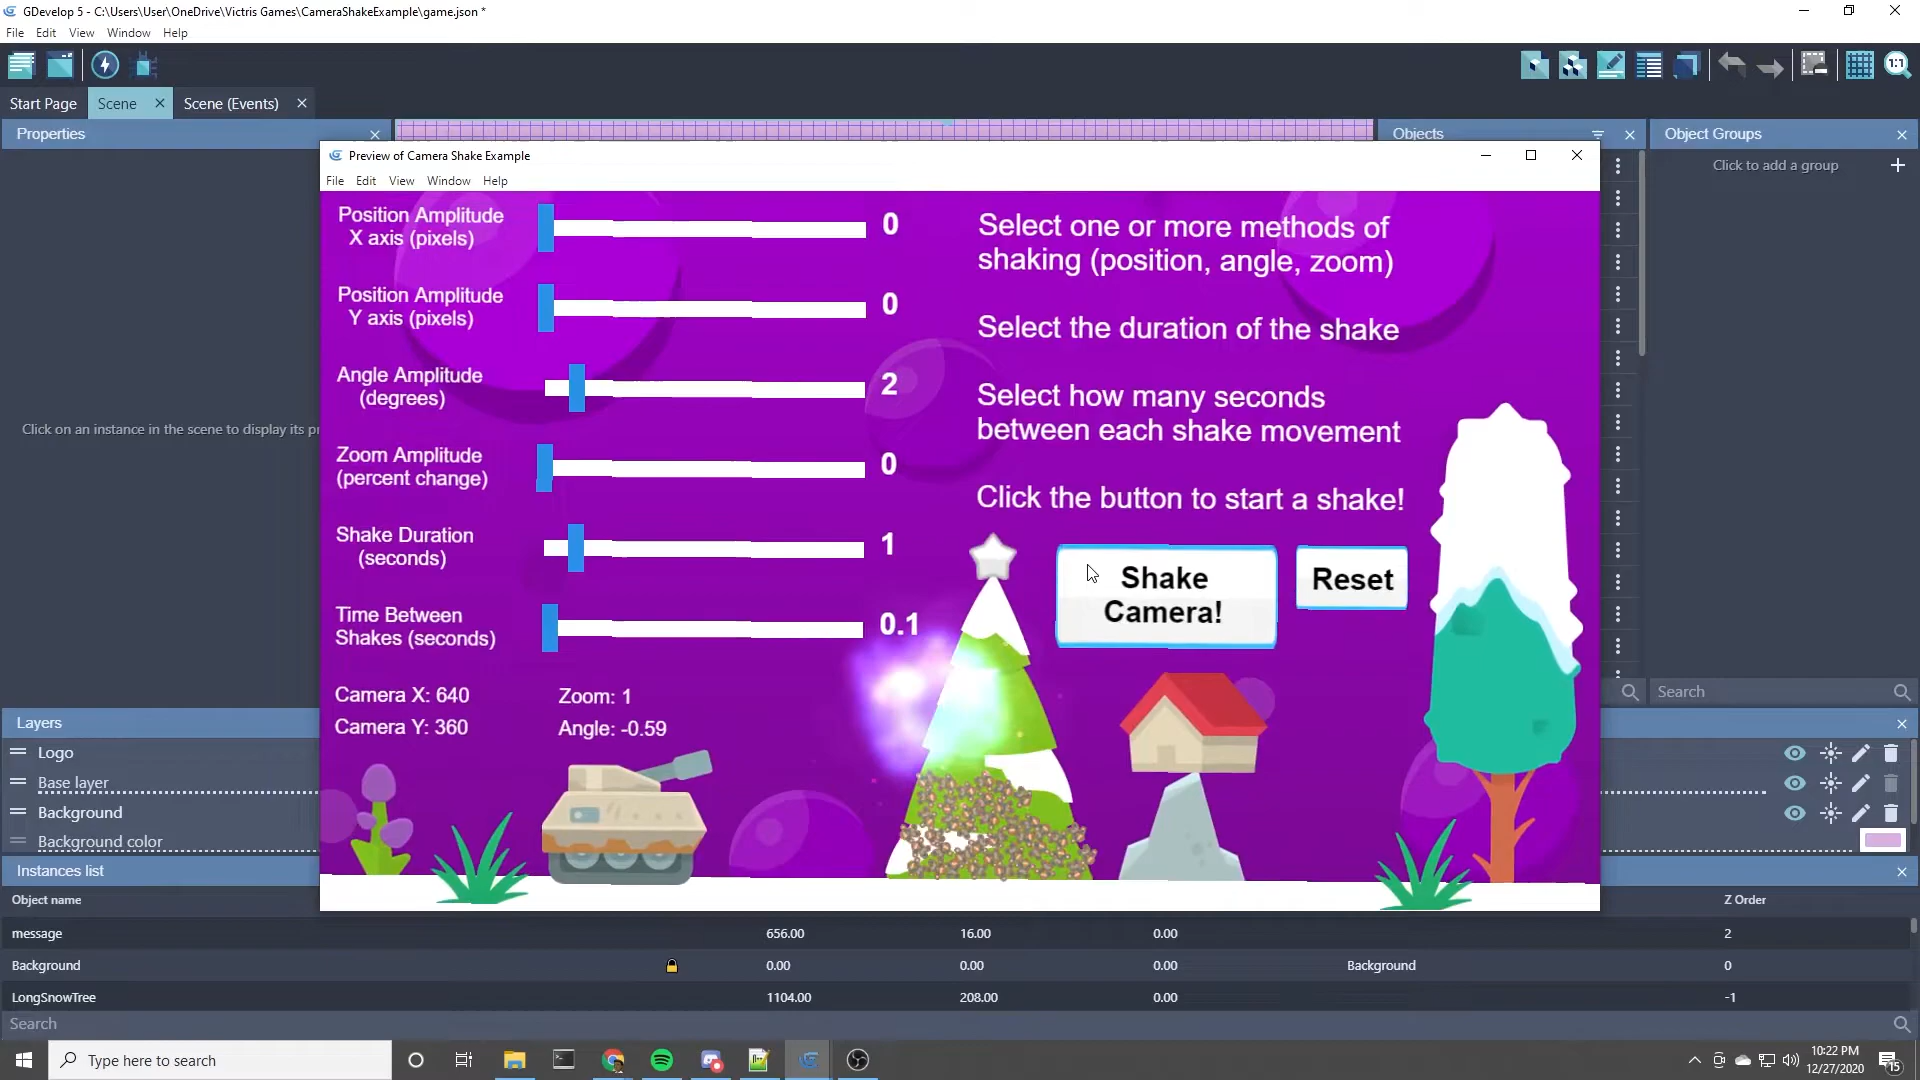 GDevelop 5 - C:\Users\User\OneDrive\Victris Games\CameraShakeExample\game.json *
File Edit View Window Help
1:1
Start Page Scene Scene (Events)
Properties
Objects
Object Groups
Click to add a group
Preview of Camera Shake Example
File Edit View Window Help
Position Amplitude
X axis (pixels)
0
Position Amplitude
Y axis (pixels)
0
Angle Amplitude
(degrees)
2
Zoom Amplitude
(percent change)
0
Shake Duration
(seconds)
1
Time Between
Shakes (seconds)
0.1
Camera X: 640
Camera Y: 360
Zoom: 1
Angle: -0.59
Select one or more methods of
shaking (position, angle, zoom)
Select the duration of the shake
Select how many seconds
between each shake movement
Click the button to start a shake!
Shake
Camera!
Reset
Click on an instance in the scene to display its
Search
Layers
Logo
Base layer
Background
Background color
Instances list
Object name Z Order
message 656.00 16.00 0.00 2
Background 0.00 0.00 0.00 Background 0
LongSnowTree 1104.00 208.00 0.00 -1
Search
Type here to search
10:22 PM
12/27/2020
15